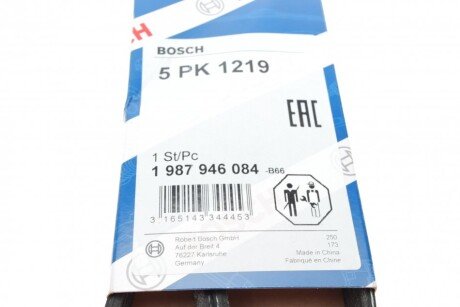 CH
BOSCH
5 PK 1219
EAC
1 St/Pc
1 987 946 084 -B66
3 165143 344453
Robert Bosch GmbH
Auf der Breit 4
76227 Karlsruhe
Germany
250
173
Made in China
Fabriqué en Chine